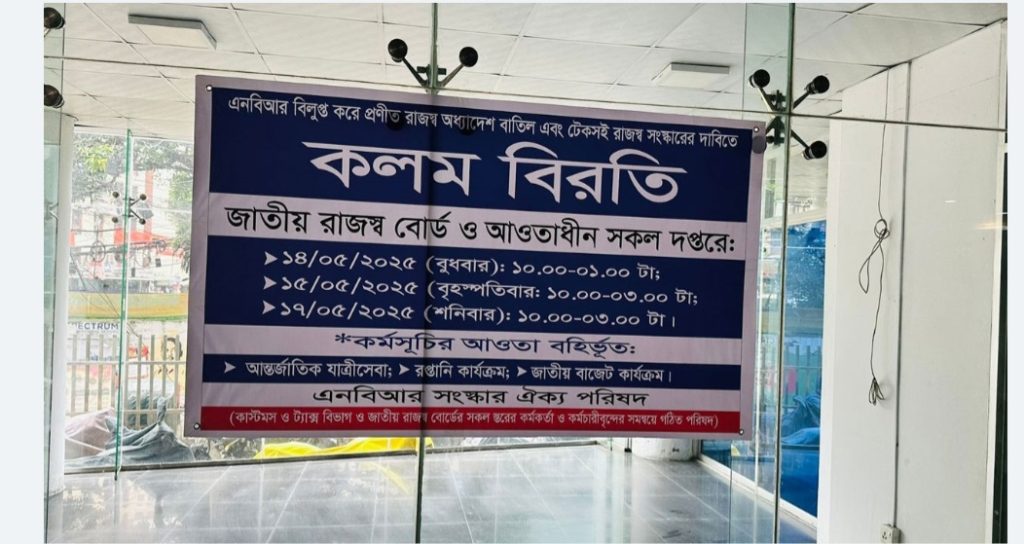 এনবিআর বিলুপ্ত করে প্রণীত রাজস্ব অধ্যাদেশ বাতিল এবং টেকসই রাজস্ব সংস্কারের দাবিতে
কলম বিরতি
জাতীয় রাজস্ব বোর্ড ও আওতাধীন সকল দপ্তরে:
➤১৪/০৫/২০২৫ (বুধবার): ১০.০০-০১.০০ টা;
➤১৫/০৫/২০২৫ (বৃহস্পতিবার: ১০.০০-০৩.০০ টা;
➤১৭/০৫/২০২৫ (শনিবার): ১০.০০-০৩.০০ টা।
*কর্মসূচির আওতা বহির্ভূত:
➤ আন্তর্জাতিক যাত্রীসেবা; ➤ রপ্তানি কার্যক্রম; ➤ জাতীয় বাজেট কার্যক্রম।
এনবিআর সংস্কার ঐক্য পরিষদ
(কাস্টমস ও ট্যাক্স বিভাগ ও জাতীয় রাজস্ব বোর্ডের সকল স্তরের কর্মকর্তা ও কর্মচারীবৃন্দের সমন্বয়ে গঠিত পরিষদ)